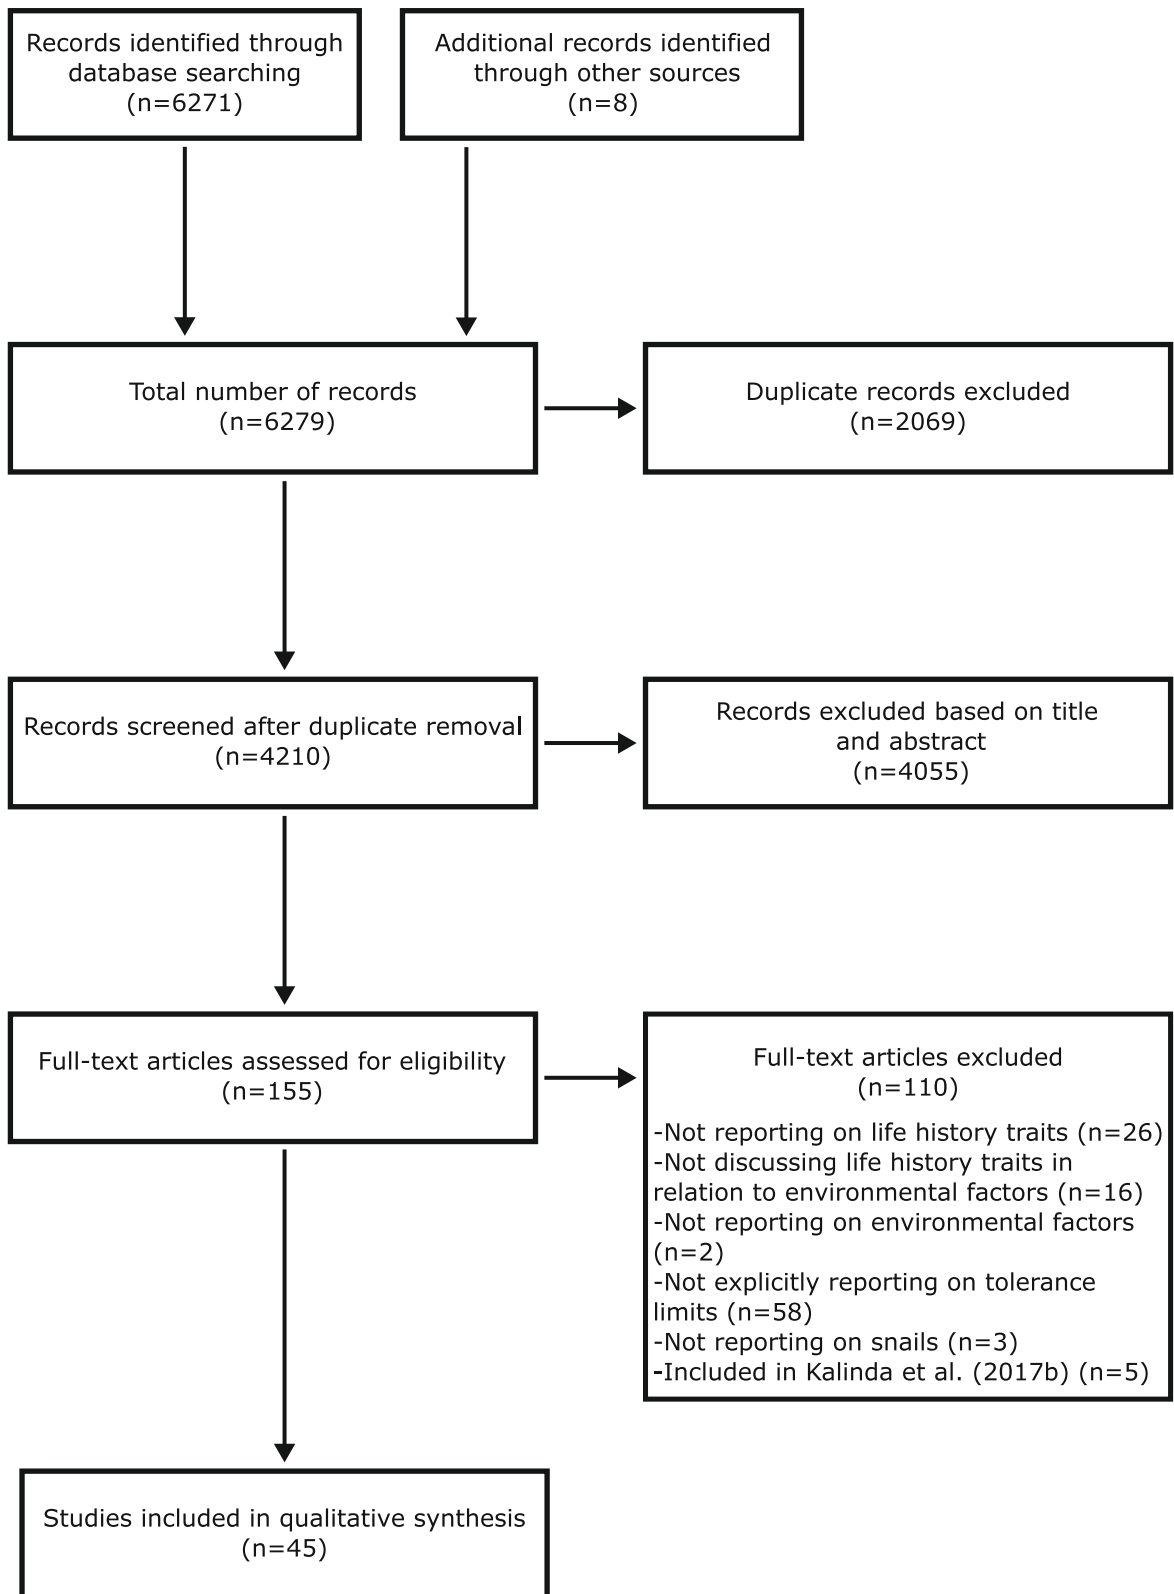 Records identified through
database searching
(n=6271)
Additional records identified
through other sources
(n=8)
Total number of records
(n=6279)
Duplicate records excluded
(n=2069)
Records screened after duplicate removal
(n=4210)
Records excluded based on title
and abstract
(n=4055)
Full-text articles assessed for eligibility
(n=155)
Full-text articles excluded
(n=110)
-Not reporting on life history traits (n=26)
-Not discussing life history traits in
relation to environmental factors (n=16)
-Not reporting on environmental factors
(n=2)
-Not explicitly reporting on tolerance
limits (n=58)
-Not reporting on snails (n=3)
-Included in Kalinda et al. (2017b) (n=5)
Studies included in qualitative synthesis
(n=45)